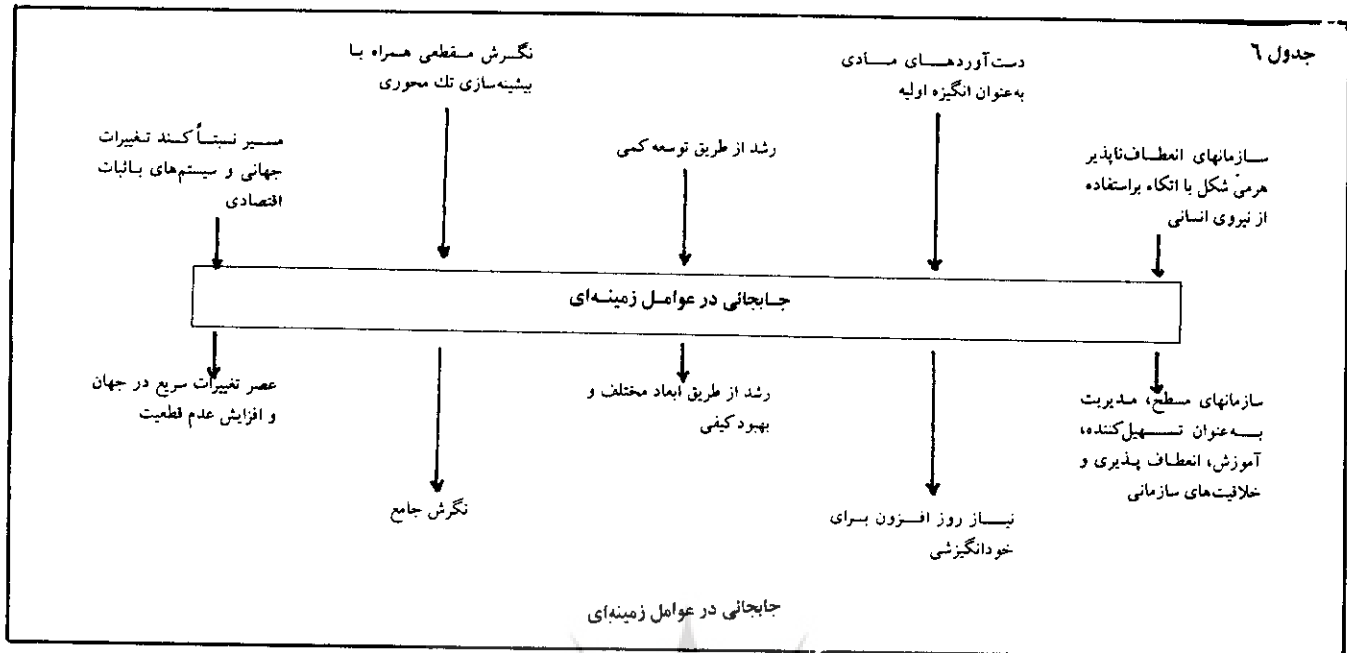 جدول ٦
دست‌آوردهای مادی
به‌عنوان انگیزه اولیه
نگرش مقطعی همراه با
بیشینه‌سازی تك محوری
سازمانهای انعطاف‌ناپذیر
هرمیّ شکل با اتکاه براستفاده
از نیروی انسانی
رشد از طریق توسعه کمی
مسیر نسبتاً کند تغییرات
جهانی و سیستم‌های باثبات
اقتصادی
جابجائی در عوامل زمینه‌ای
سازمانهای مسطح، مدیریت
به‌عنوان تسهیل‌کننده،
آموزش، انعطاف پذیری و
خلاقیت‌های سازمانی
نیاز روز افزون برای
خودانگیزشی
رشد از طریق ابعاد مختلف و
بهبود کیفی
نگرش جامع
عصر تغییرات سریع در جهان
و افزایش عدم قطعیت
جابجائی در عوامل زمینه‌ای